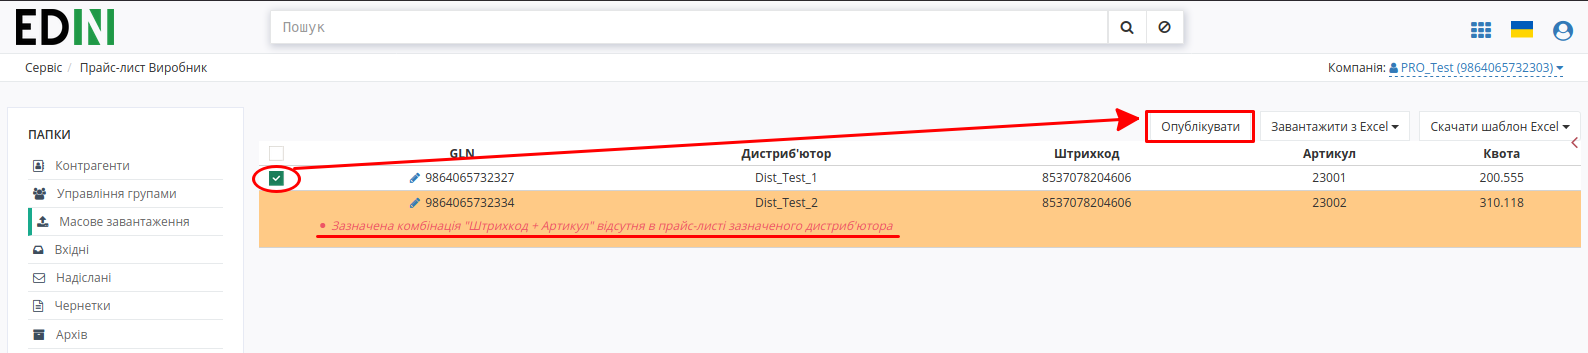 EDIN
Пошук
Сервіс / Прайс-лист Виробник
Компанія: PRO_Test (9864065732303)
ПАПКИ
Контрагенти
Управління групами
Масове завантаження
Вхідні
Надіслані
Чернетки
Архів
Опублікувати
Завантажити з Excel
Скачати шаблон Excel
GLN Дистриб'ютор Штрихкод Артикул Квота
9864065732327 Dist_Test_1 8537078204606 23001 200.555
9864065732334 Dist_Test_2 8537078204606 23002 310.118
Зазначена комбінація "Штрихкод + Артикул" відсутня в прайс-листі зазначеного дистриб'ютора